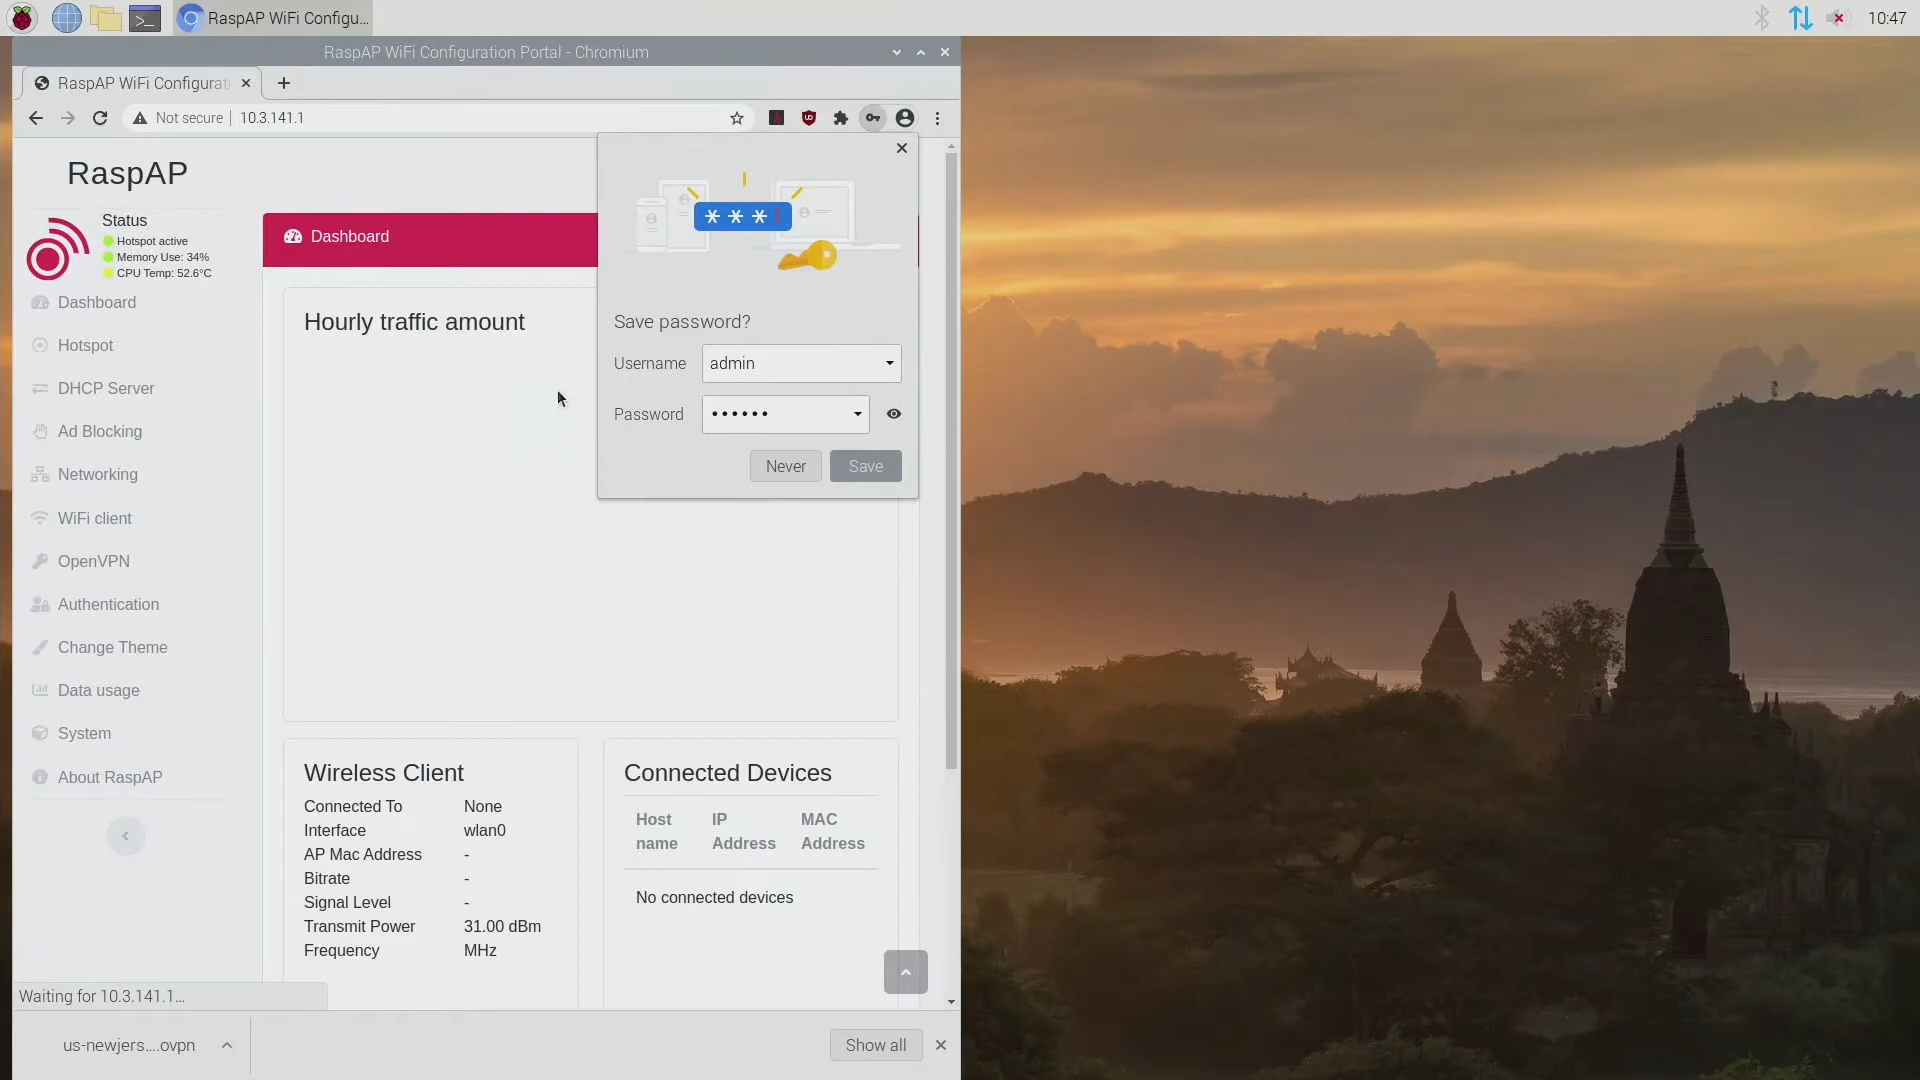 RaspAP WiFi Configu...
10:47
RaspAP WiFi Configuration Portal - Chromium
RaspAP WiFi Configurat
Not secure
10.3.141.1
RaspAP
Status
Hotspot active
Memory Use: 34%
CPU Temp: 52.6°C
Dashboard
Hotspot
DHCP Server
Ad Blocking
Networking
WiFi client
OpenVPN
Authentication
Change Theme
Data usage
System
About RaspAP
Dashboard
Hourly traffic amount
* * *
Save password?
Username admin
Password ••••••
Never Save
Wireless Client
Connected To None
Interface wlan0
AP Mac Address -
Bitrate -
Signal Level -
Transmit Power 31.00 dBm
Frequency MHz
Connected Devices
Host name
IP Address
MAC Address
No connected devices
Waiting for 10.3.141.1...
us-newjers....ovpn
Show all